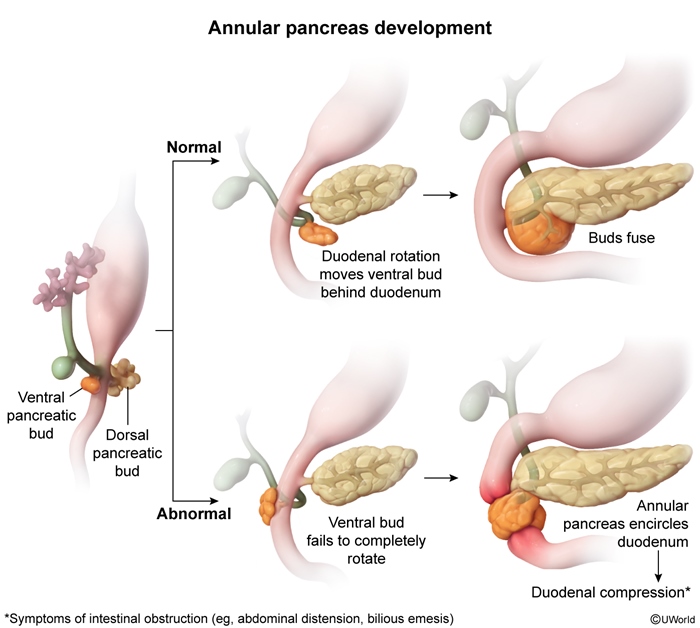 Annular pancreas development
Normal
Duodenal rotation
moves ventral bud
behind duodenum
Buds fuse
Ventral
pancreatic
bud
Dorsal
pancreatic
bud
Abnormal
Ventral bud
fails to completely
rotate
Annular
pancreas encircles
duodenum
Duodenal compression*
*Symptoms of intestinal obstruction (eg, abdominal distension, bilious emesis)
©UWorld